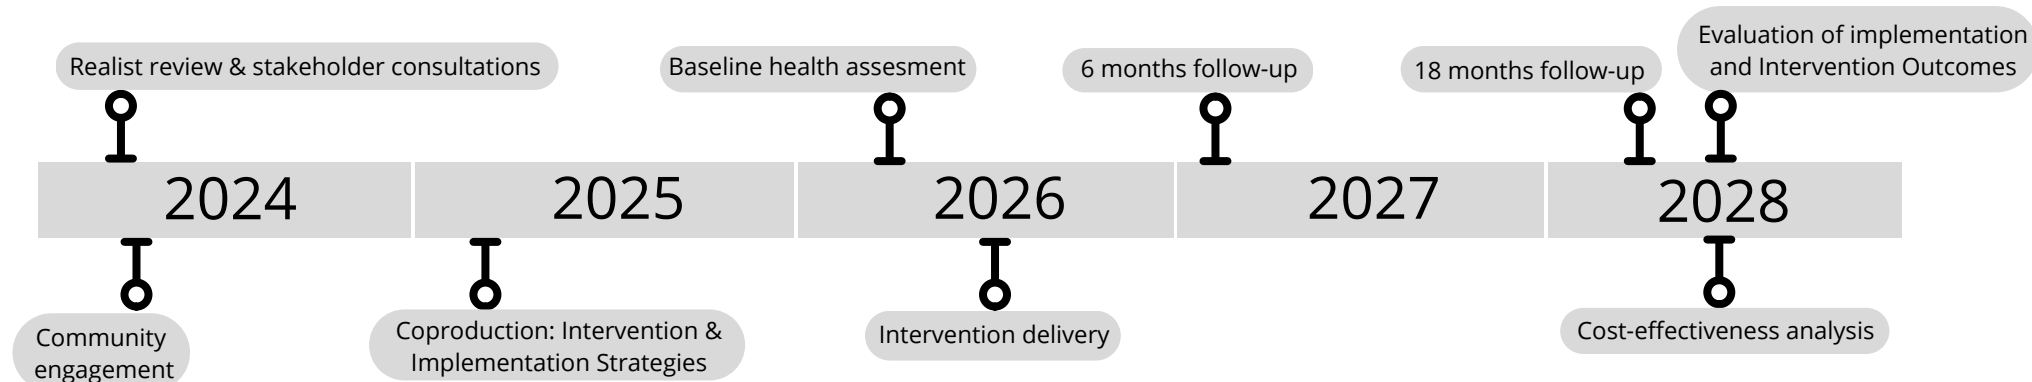 Realist review & stakeholder consultations
Baseline health assesment
6 months follow-up
18 months follow-up
Evaluation of implementation
and Intervention Outcomes
2024
2025
2026
2027
2028
Community
engagement
Coproduction: Intervention &
Implementation Strategies
Intervention delivery
Cost-effectiveness analysis